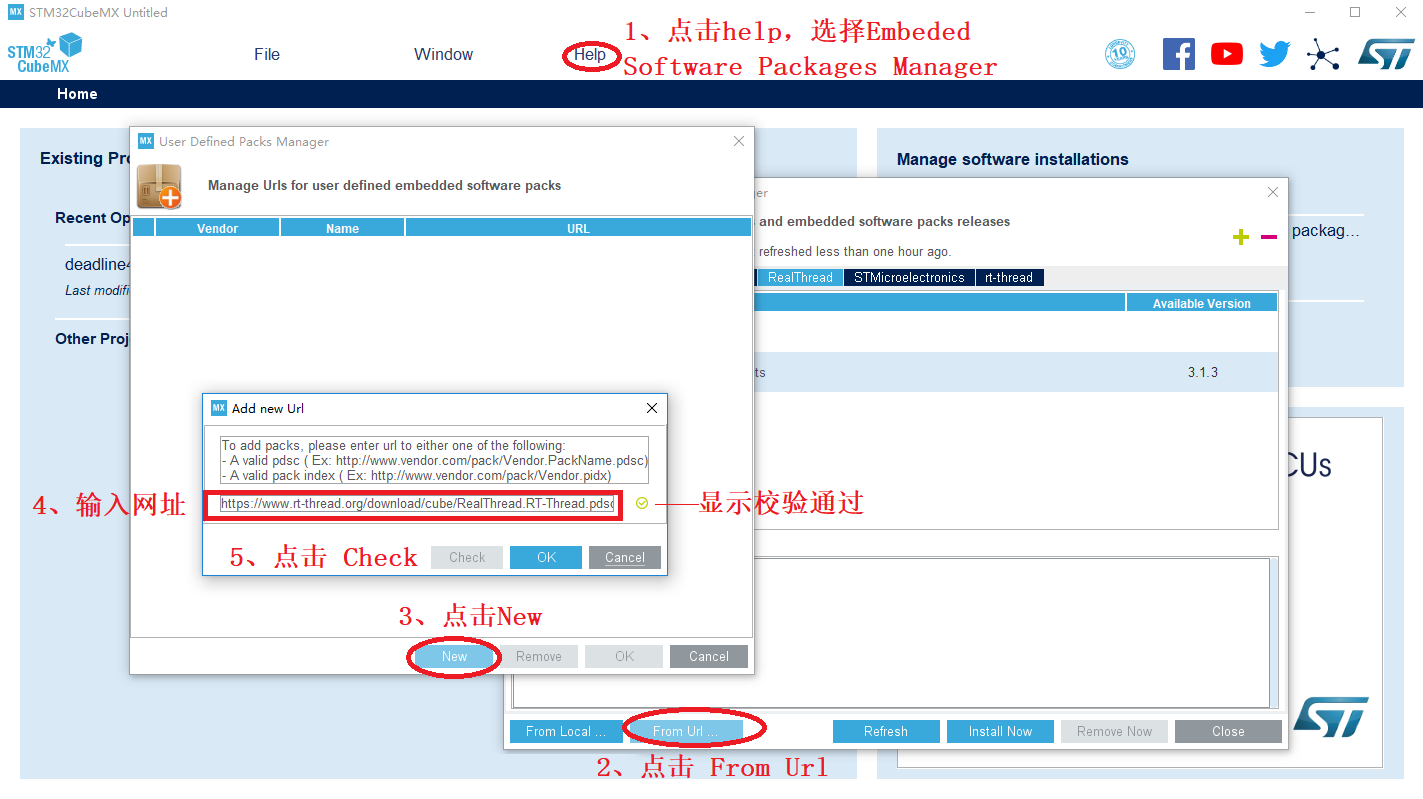 MX STM32CubeMX Untitled
STM32
CubeMX
File
Window
Help
1、点击help，选择Embeded
Software Packages Manager
10
ST
Home
Existing Pro
Recent Op
deadline4
Last modifi
Other Proj
Manage software installations
packag...
CUs
ST
MX User Defined Packs Manager
Manage Urls for user defined embedded software packs
Vendor Name URL
ger
and embedded software packs releases
refreshed less than one hour ago.
RealThread STMicroelectronics rt-thread
Available Version
ts 3.1.3
MX Add new Url
To add packs, please enter url to either one of the following:
- A valid pdsc ( Ex: http://www.vendor.com/pack/Vendor.PackName.pdsc)
- A valid pack index ( Ex: http://www.vendor.com/pack/Vendor.pidx)
4、输入网址
https://www.rt-thread.org/download/cube/RealThread.RT-Thread.pdsc
显示校验通过
5、点击 Check
Check OK Cancel
3、点击New
New Remove OK Cancel
From Local ... From Url ... Refresh Install Now Remove Now Close
2、点击 From Url